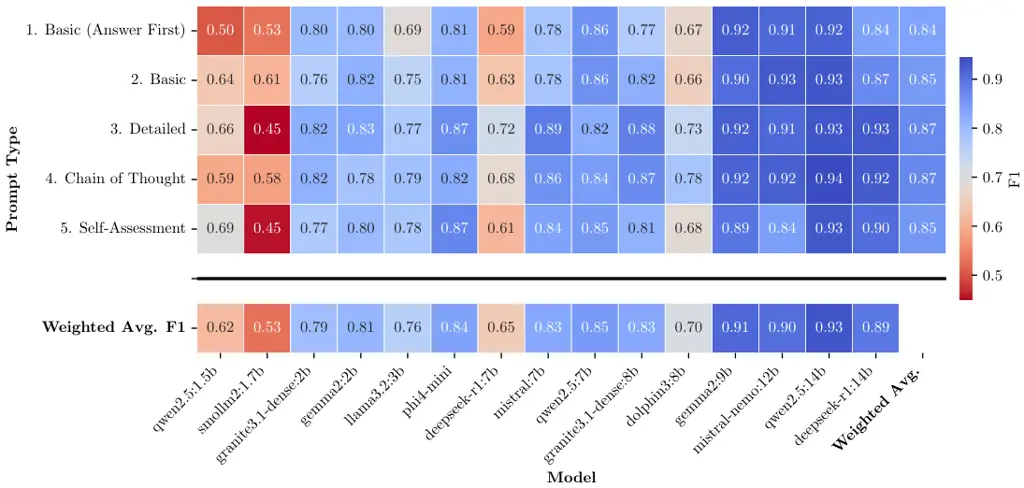 1. Basic (Answer First) 0.50 0.53 0.80 0.80 0.69 0.81 0.59 0.78 0.86 0.77 0.67 0.92 0.91 0.92 0.84 0.84
2. Basic 0.64 0.61 0.76 0.82 0.75 0.81 0.63 0.78 0.86 0.82 0.66 0.90 0.93 0.93 0.87 0.85
3. Detailed 0.66 0.45 0.82 0.83 0.77 0.87 0.72 0.89 0.82 0.88 0.73 0.92 0.91 0.93 0.93 0.87
4. Chain of Thought 0.59 0.58 0.82 0.78 0.79 0.82 0.68 0.86 0.84 0.87 0.78 0.92 0.92 0.94 0.92 0.87
5. Self-Assessment 0.69 0.45 0.77 0.80 0.78 0.87 0.61 0.84 0.85 0.81 0.68 0.89 0.84 0.93 0.90 0.85
Weighted Avg. F1 0.62 0.53 0.79 0.81 0.76 0.84 0.65 0.83 0.85 0.83 0.70 0.91 0.90 0.93 0.89
Prompt Type
qwen2.5:1.5b
smollm2:1.7b
granite3.1-dense:2b
gemma2:2b
llama3.2:3b
phi4-mini
deepseek-r1:7b
mistral:7b
qwen2.5:7b
granite3.1-dense:8b
dolphin3:8b
gemma2:9b
mistral-nemo:12b
qwen2.5:14b
deepseek-r1:14b
Weighted Avg.
Model
0.9
0.8
0.7
0.6
0.5
F1